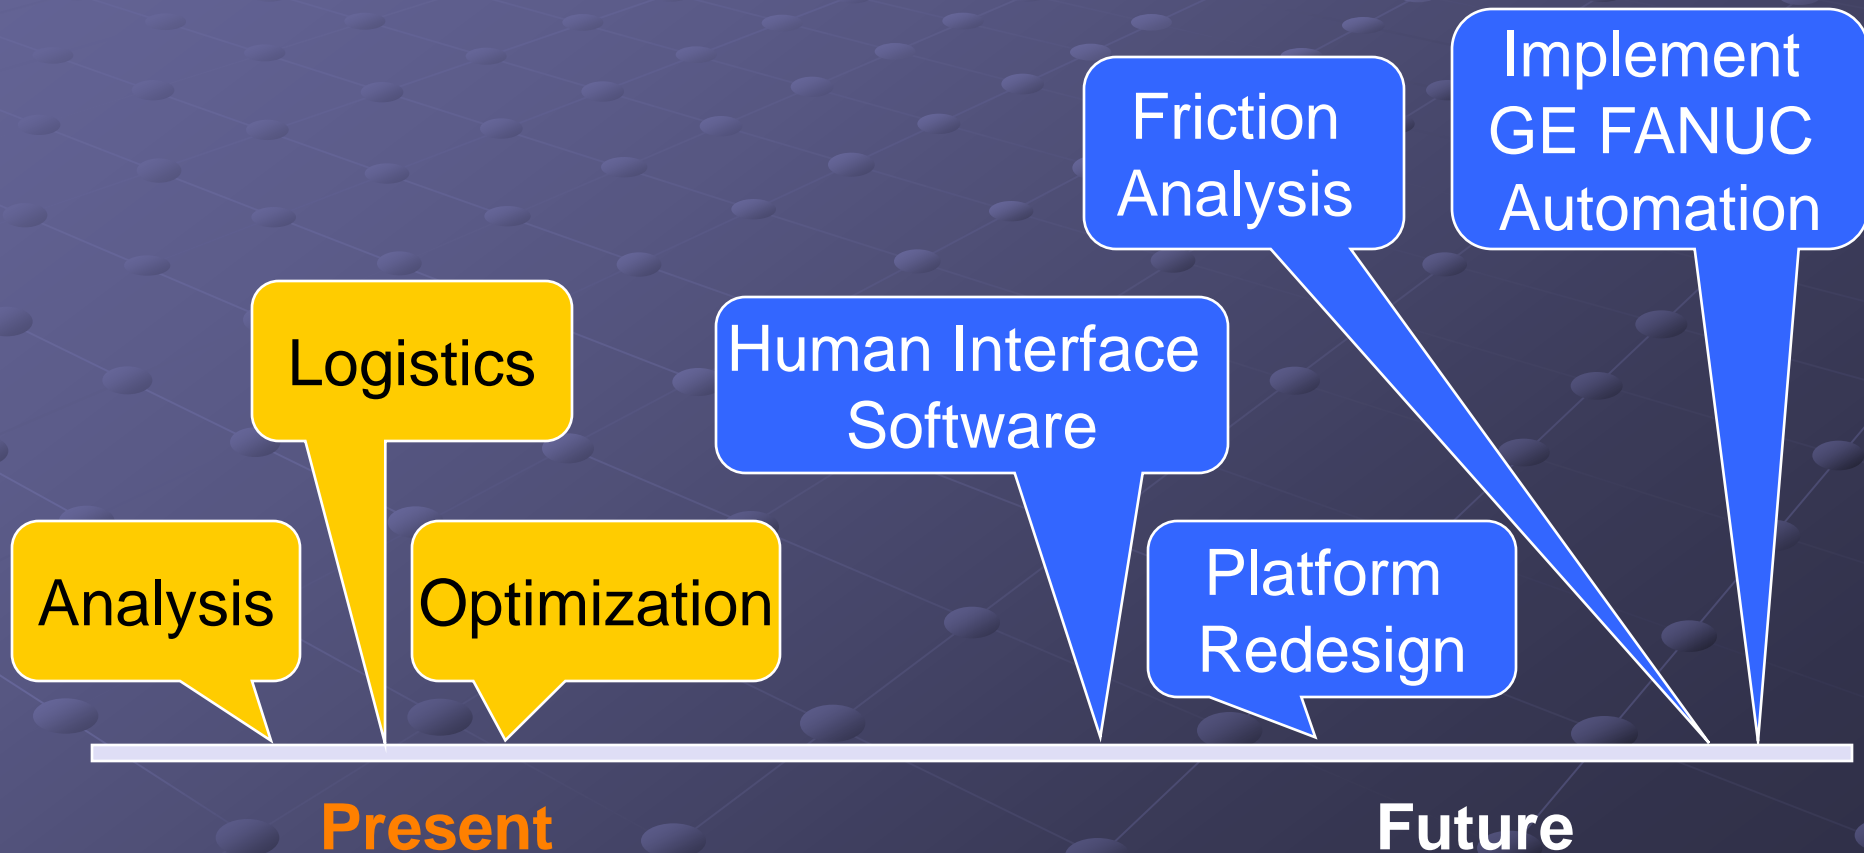 Implement
GE FANUC
Automation
Friction
Analysis
Logistics
Human Interface
Software
Analysis
Optimization
Platform
Redesign
Present
Future